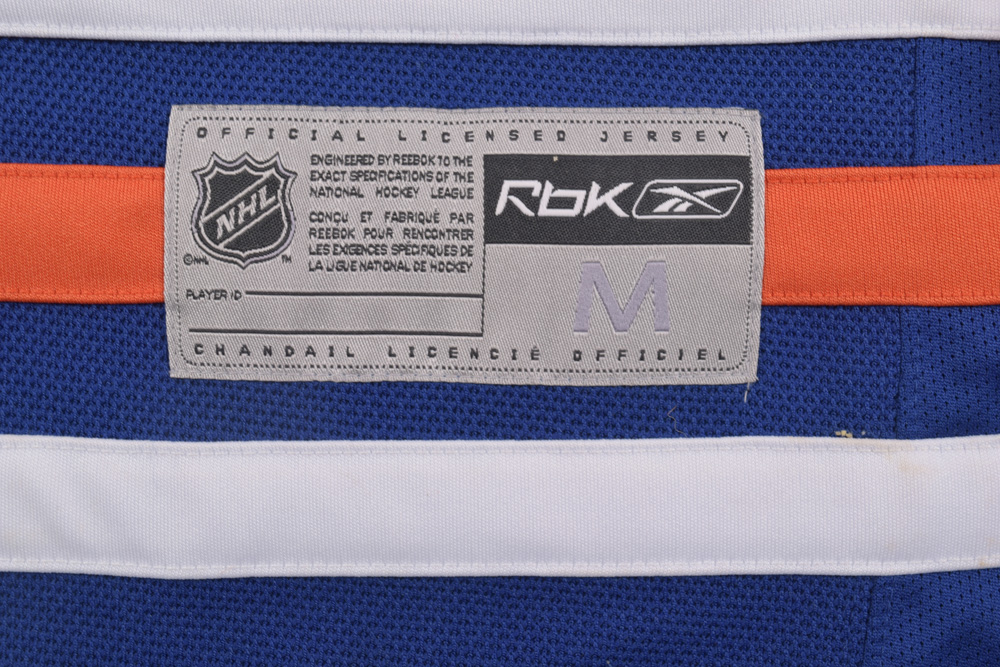 OFFICIAL LICENSED JERSEY
NHL
©NHL
TM
ENGINEERED BY REEBOK TO THE
EXACT SPECIFICATIONS OF THE
NATIONAL HOCKEY LEAGUE
CONÇU ET FABRIQUÉ PAR
REEBOK POUR RENCONTRER
LES EXIGENCES SPÉCIFIQUES DE
LA LIGUE NATIONAL DE HOCKEY
RbK
PLAYER ID
M
CHANDAIL LICENCIÉ OFFICIEL